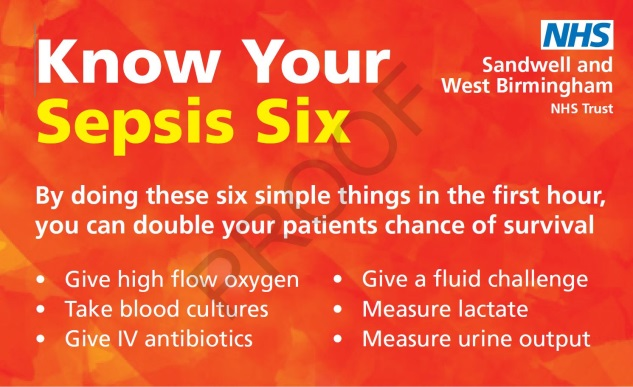 Know Your
Sepsis Six
NHS
Sandwell and
West Birmingham
NHS Trust
By doing these six simple things in the first hour,
you can double your patients chance of survival
• Give high flow oxygen
• Take blood cultures
• Give IV antibiotics
• Give a fluid challenge
• Measure lactate
• Measure urine output
PROOF